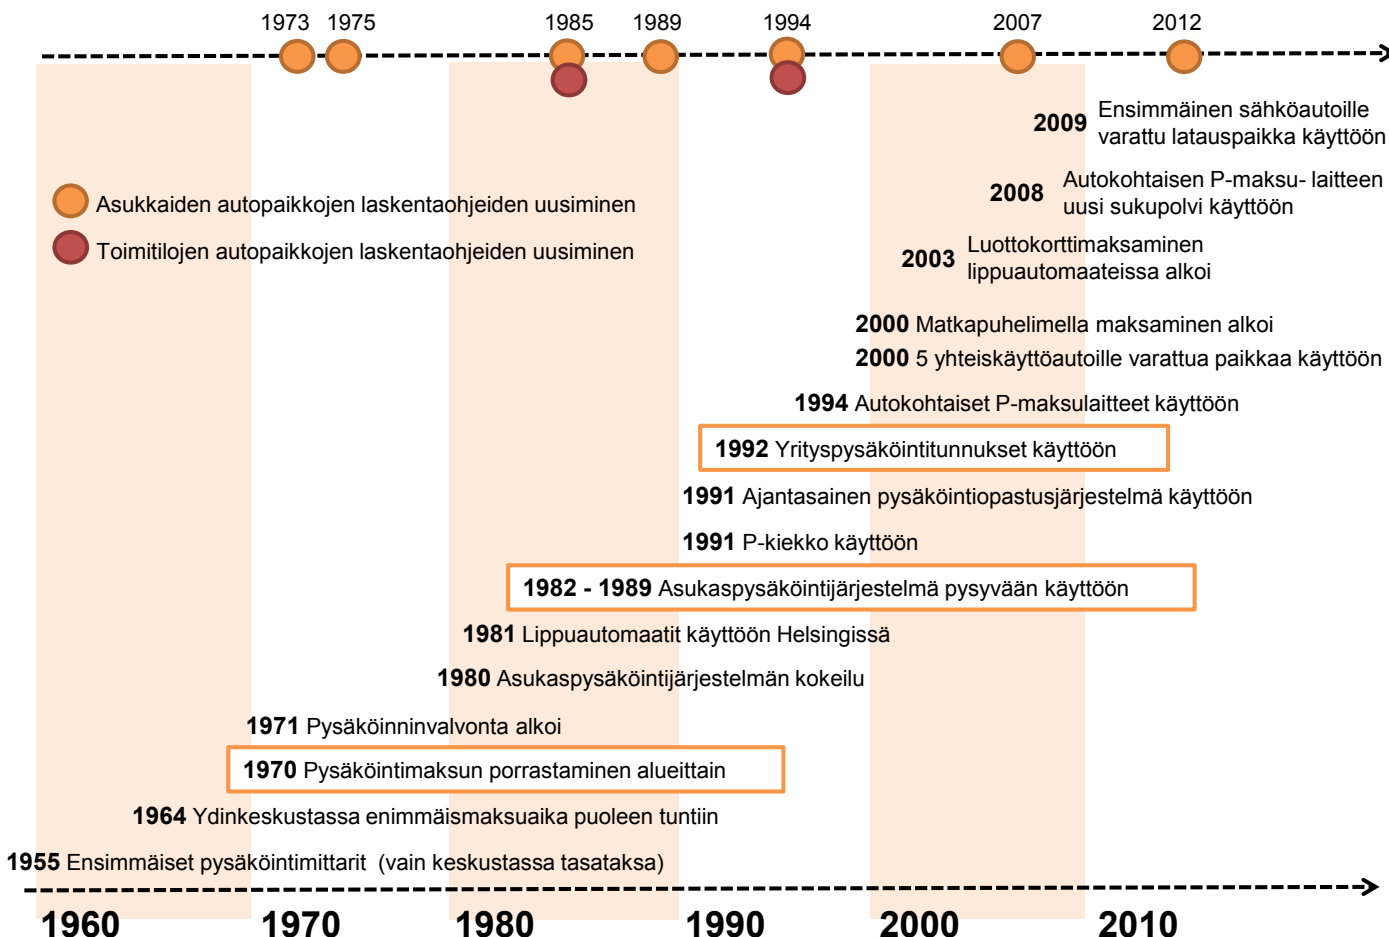 1973 1975 1985 1989 1994 2007 2012
2009 Ensimmäinen sähköautoille
varattu latauspaikka käyttöön
2008 Autokohtaisen P-maksu- laitteen
uusi sukupolvi käyttöön
Asukkaiden autopaikkojen laskentaohjeiden uusiminen
Toimitilojen autopaikkojen laskentaohjeiden uusiminen
2003 Luottokorttimaksaminen
lippuautomaateissa alkoi
2000 Matkapuhelimella maksaminen alkoi
2000 5 yhteiskäyttöautoille varattua paikkaa käyttöön
1994 Autokohtaiset P-maksulaitteet käyttöön
1992 Yrityspysäköintitunnukset käyttöön
1991 Ajantasainen pysäköintiopastusjärjestelmä käyttöön
1991 P-kiekko käyttöön
1982 - 1989 Asukaspysäköintijärjestelmä pysyvään käyttöön
1981 Lippuautomaatit käyttöön Helsingissä
1980 Asukaspysäköintijärjestelmän kokeilu
1971 Pysäköinninvalvonta alkoi
1970 Pysäköintimaksun porrastaminen alueittain
1964 Ydinkeskustassa enimmäismaksuaika puoleen tuntiin
1955 Ensimmäiset pysäköintimittarit (vain keskustassa tasataksa)
1960 1970 1980 1990 2000 2010